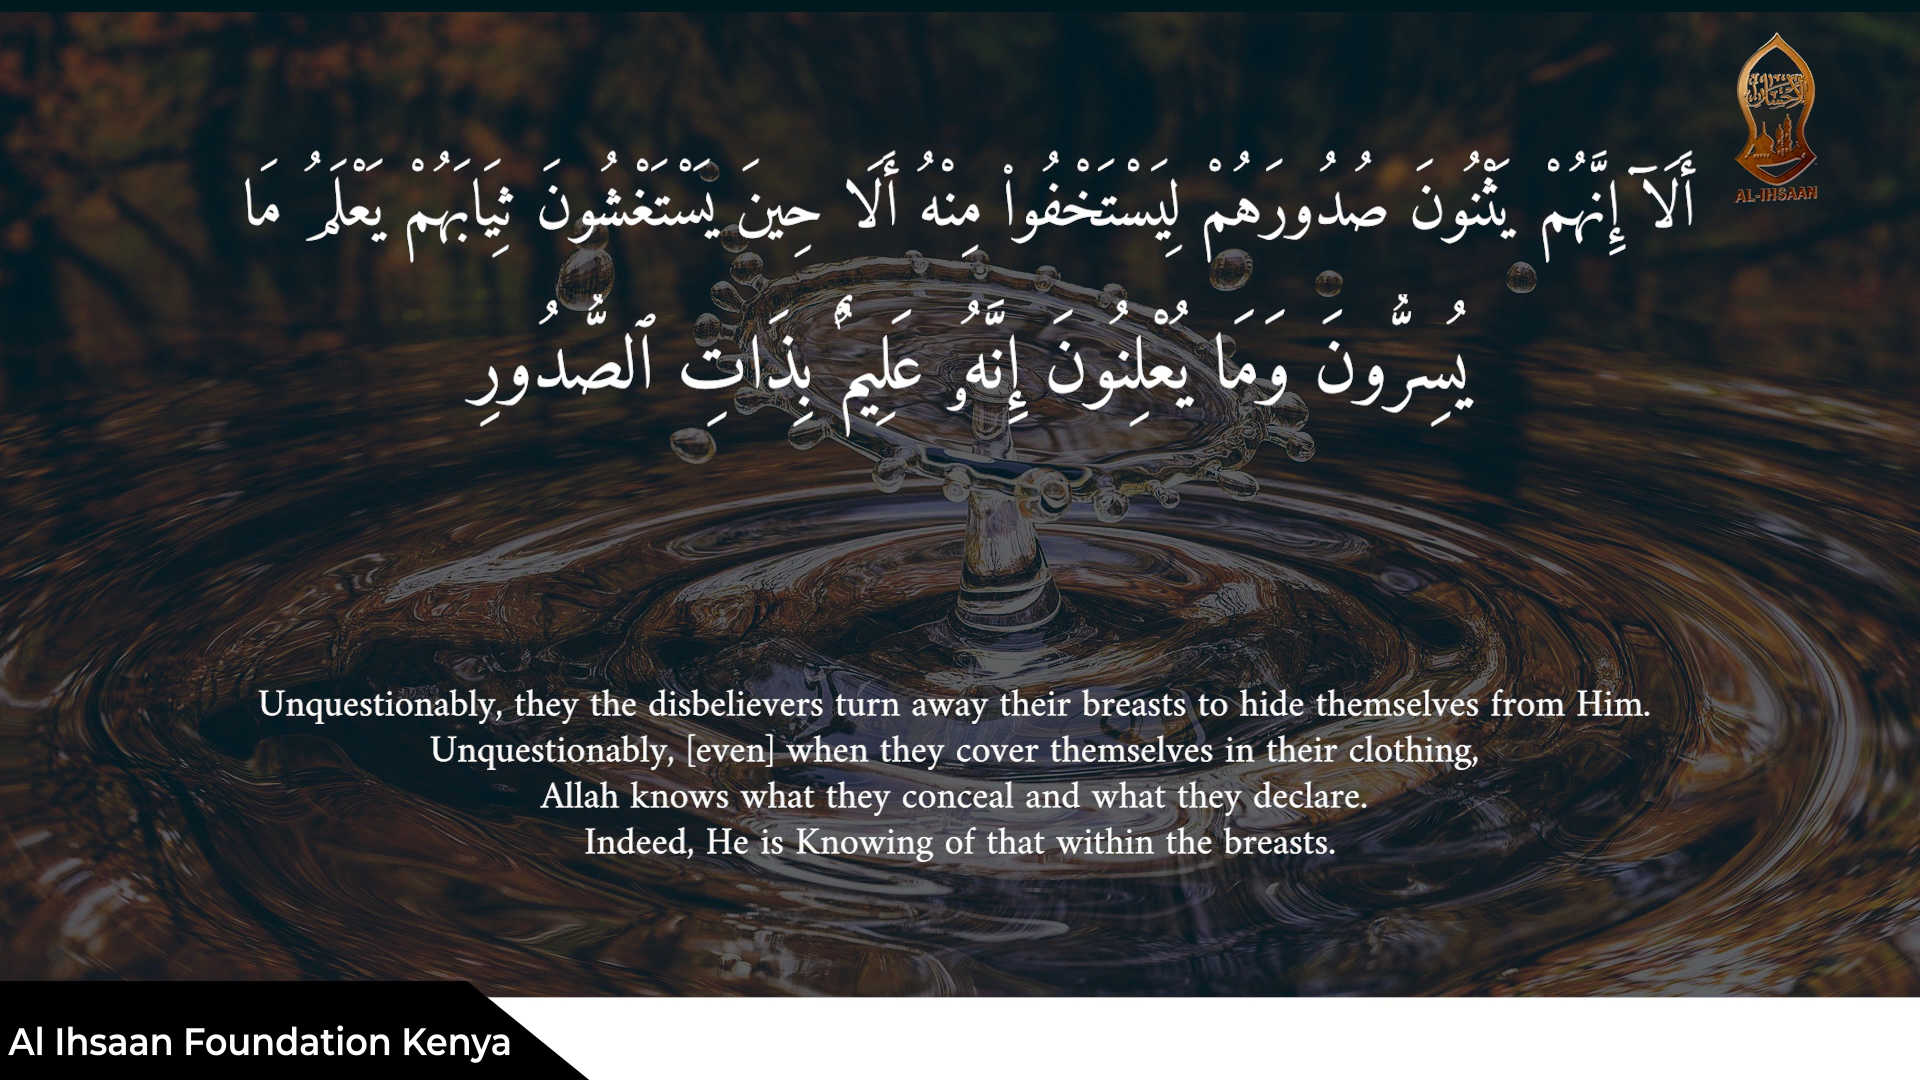 الإحسان
AL-IHSAAN
أَلَآ إِنَّهُمْ يَثْنُونَ صُدُورَهُمْ لِيَسْتَخْفُوا۟ مِنْهُ أَلَا حِينَ يَسْتَغْشُونَ ثِيَابَهُمْ يَعْلَمُ مَا
يُسِرُّونَ وَمَا يُعْلِنُونَ إِنَّهُۥ عَلِيمٌۢ بِذَاتِ ٱلصُّدُورِ
Unquestionably, they the disbelievers turn away their breasts to hide themselves from Him.
Unquestionably, [even] when they cover themselves in their clothing,
Allah knows what they conceal and what they declare.
Indeed, He is Knowing of that within the breasts.
Al Ihsaan Foundation Kenya